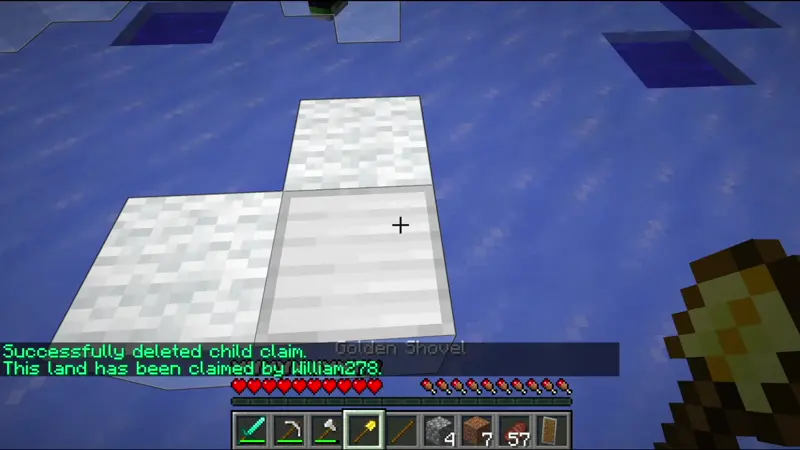 Golden Shovel
Successfully deleted child claim.
This land has been claimed by William278.
4
7
57